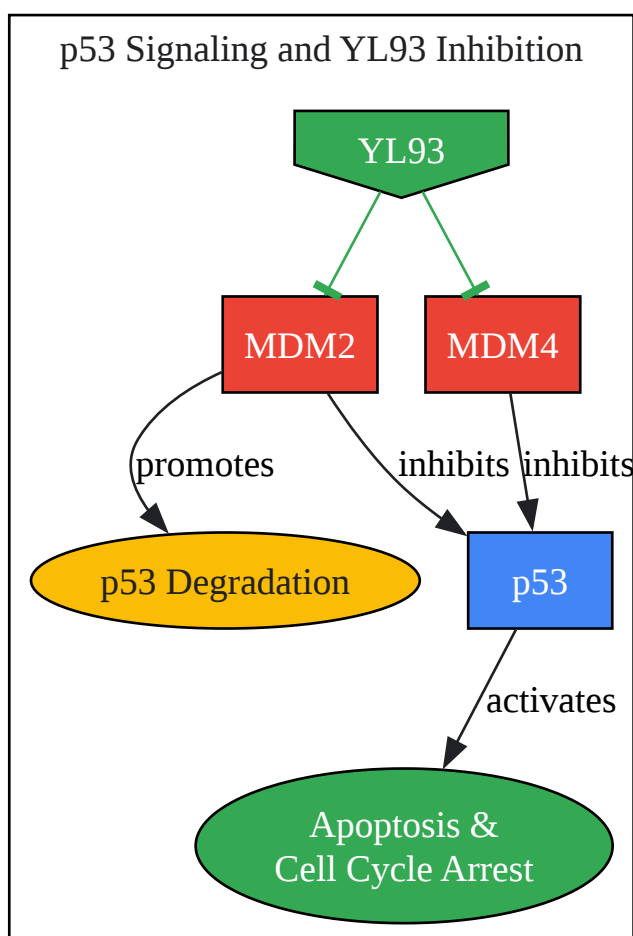 p53 Signaling and YL93 Inhibition
YL93
MDM2
MDM4
promotes
inhibits
inhibits
p53 Degradation
p53
activates
Apoptosis &
Cell Cycle Arrest